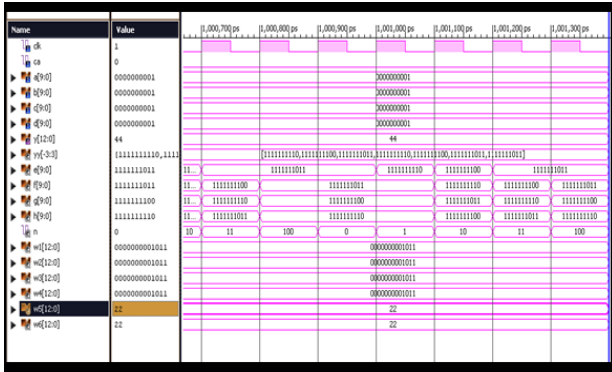 Name Value 1,000,700 ps 1,000,800 ps 1,000,900 ps 1,001,000 ps 1,001,100 ps 1,001,200 ps 1,001,300 ps
clk 1
ca 0
a[9:0] 0000000001 0000000001
b[9:0] 0000000001 0000000001
c[9:0] 0000000001 0000000001
d[9:0] 0000000001 0000000001
y[12:0] 44 44
yy[-3:3] [1111111110,1111 [1111111110,1111111100,1111111011,1111111110,1111111100,1111111011,1111111011]
e[9:0] 1111111011 11... 1111111011 1111111110 1111111100 1111111011
f[9:0] 1111111011 11... 1111111100 1111111011 1111111110 1111111100 1111111011
g[9:0] 1111111100 11... 1111111110 1111111100 1111111011 1111111110 1111111100
h[9:0] 1111111110 11... 1111111011 1111111110 1111111100 1111111011 1111111110
n 0 10 11 100 0 1 10 11 100
w1[12:0] 0000000001011 0000000001011
w2[12:0] 0000000001011 0000000001011
w3[12:0] 0000000001011 0000000001011
w4[12:0] 0000000001011 0000000001011
w5[12:0] 22 22
w6[12:0] 22 22